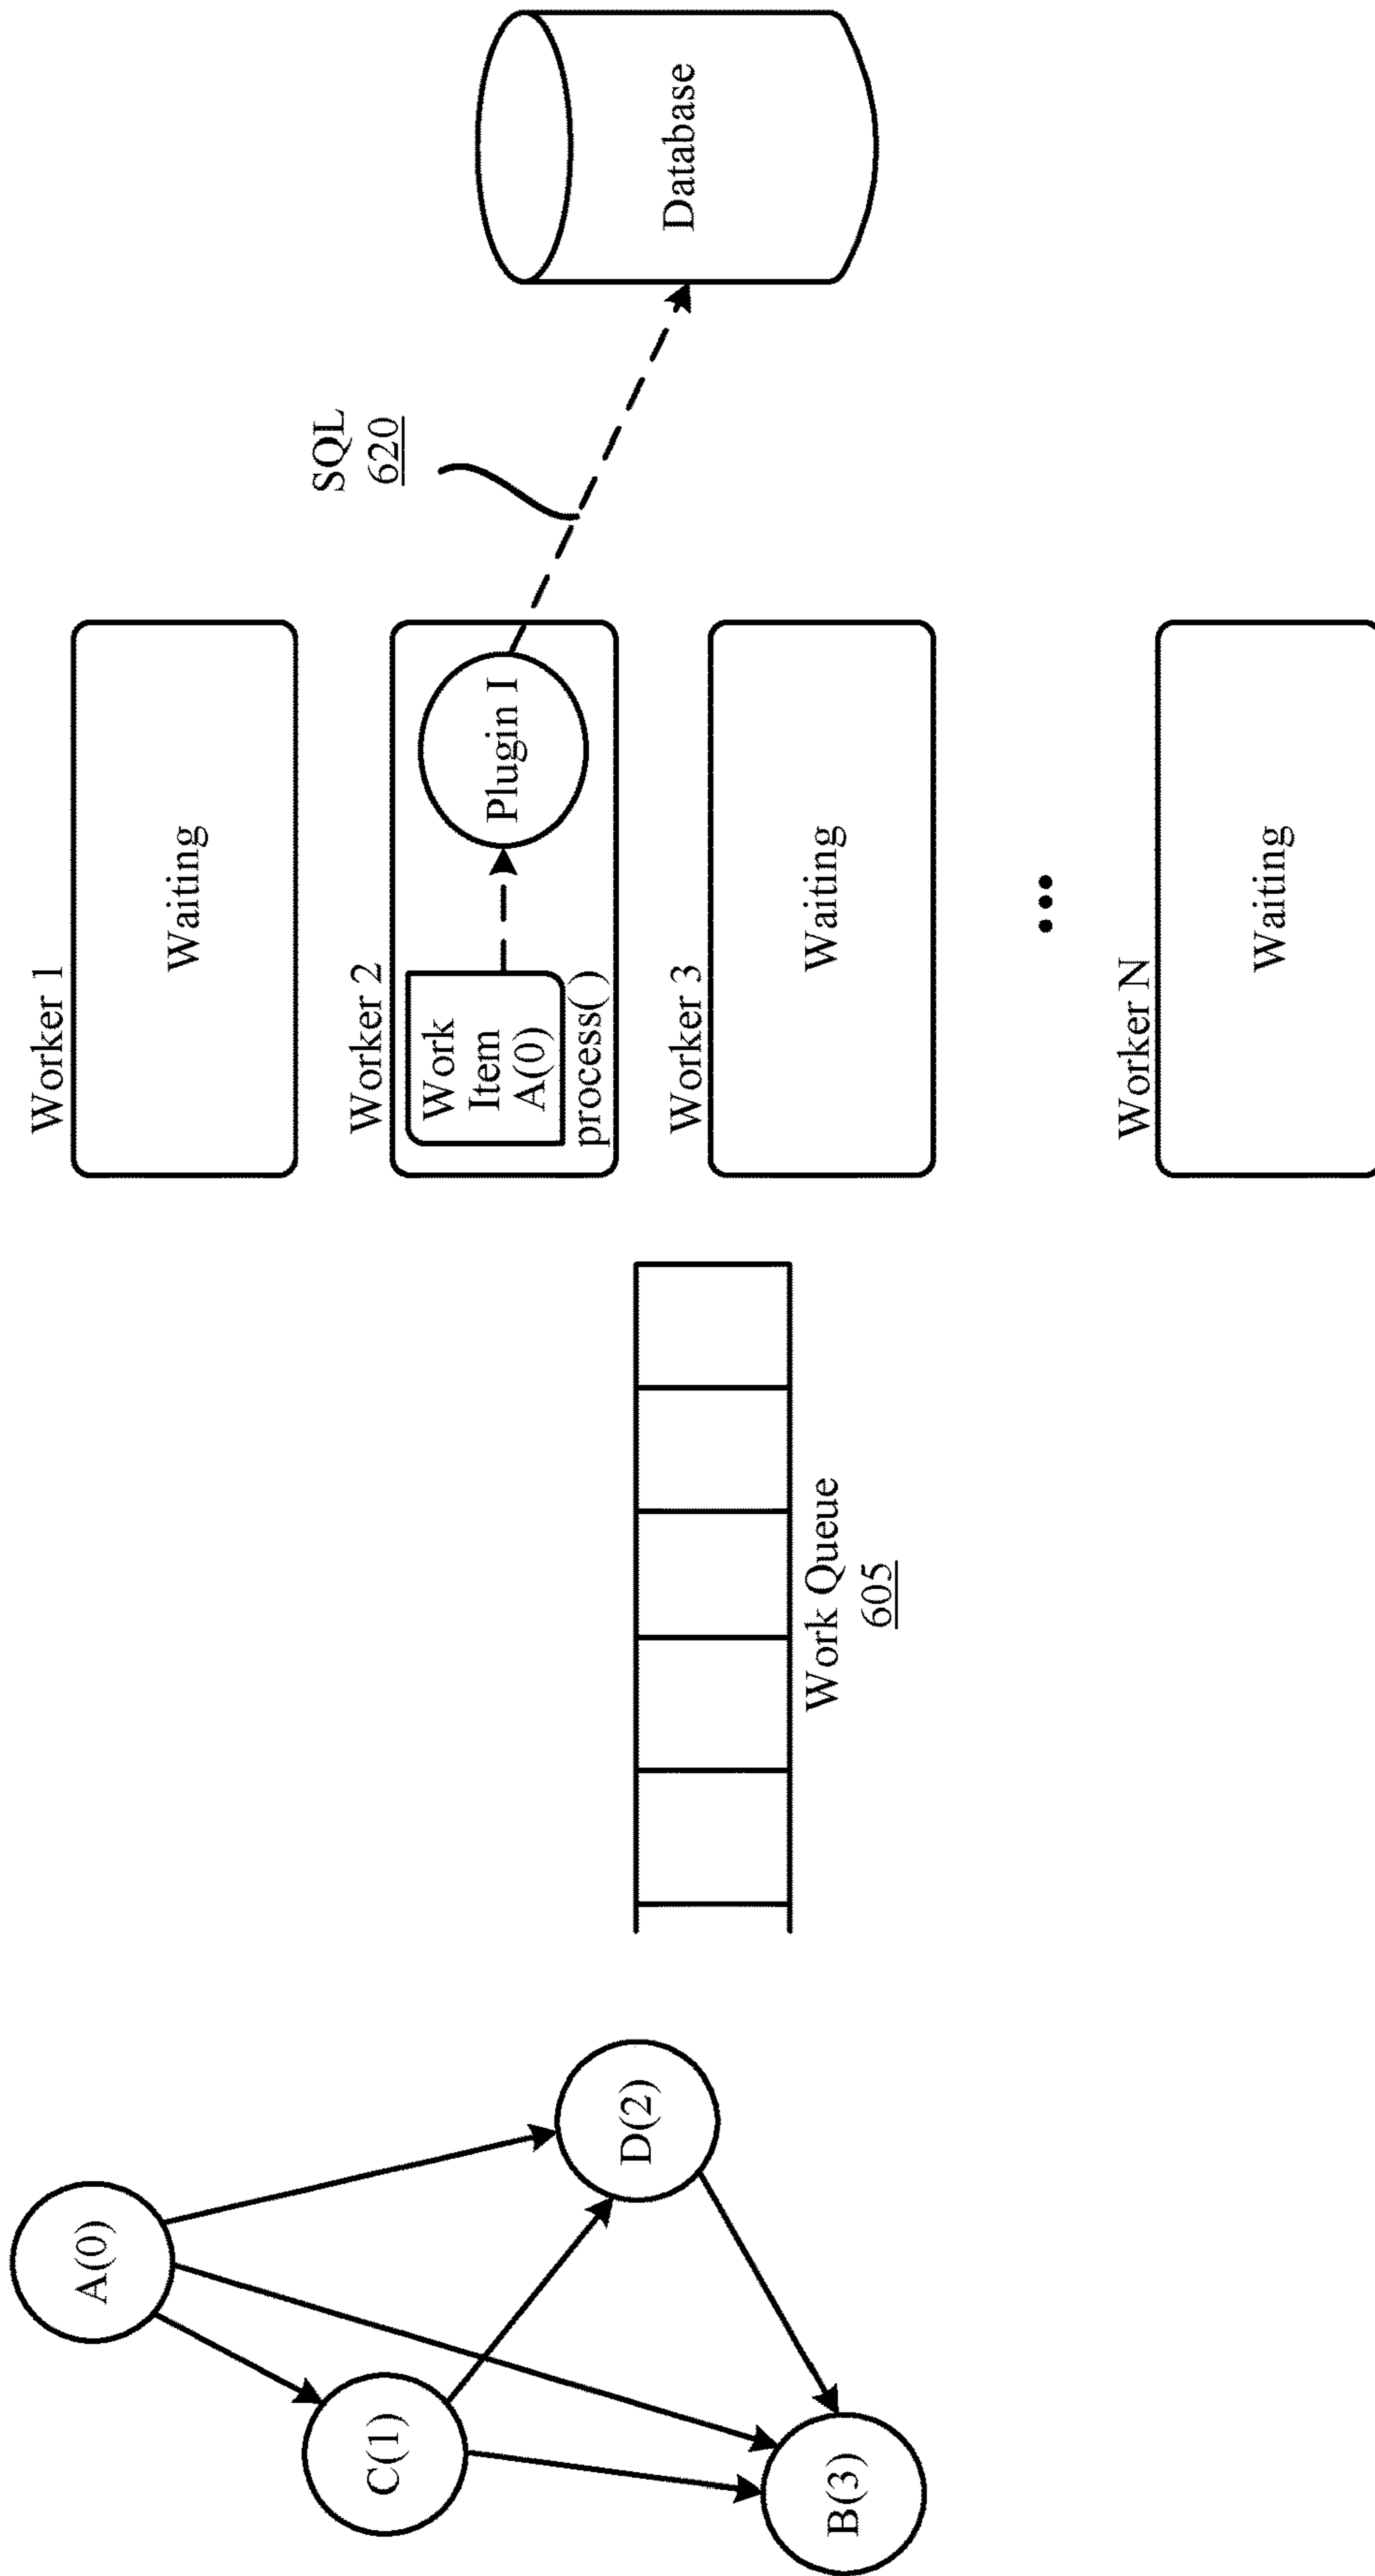 A(0)
C(1)
D(2)
B(3)
Work Queue
605
Worker 1
Waiting
Worker 2
Work
Item
A(0)
process()
Plugin I
Worker 3
Waiting
Worker N
Waiting
SQL
620
Database